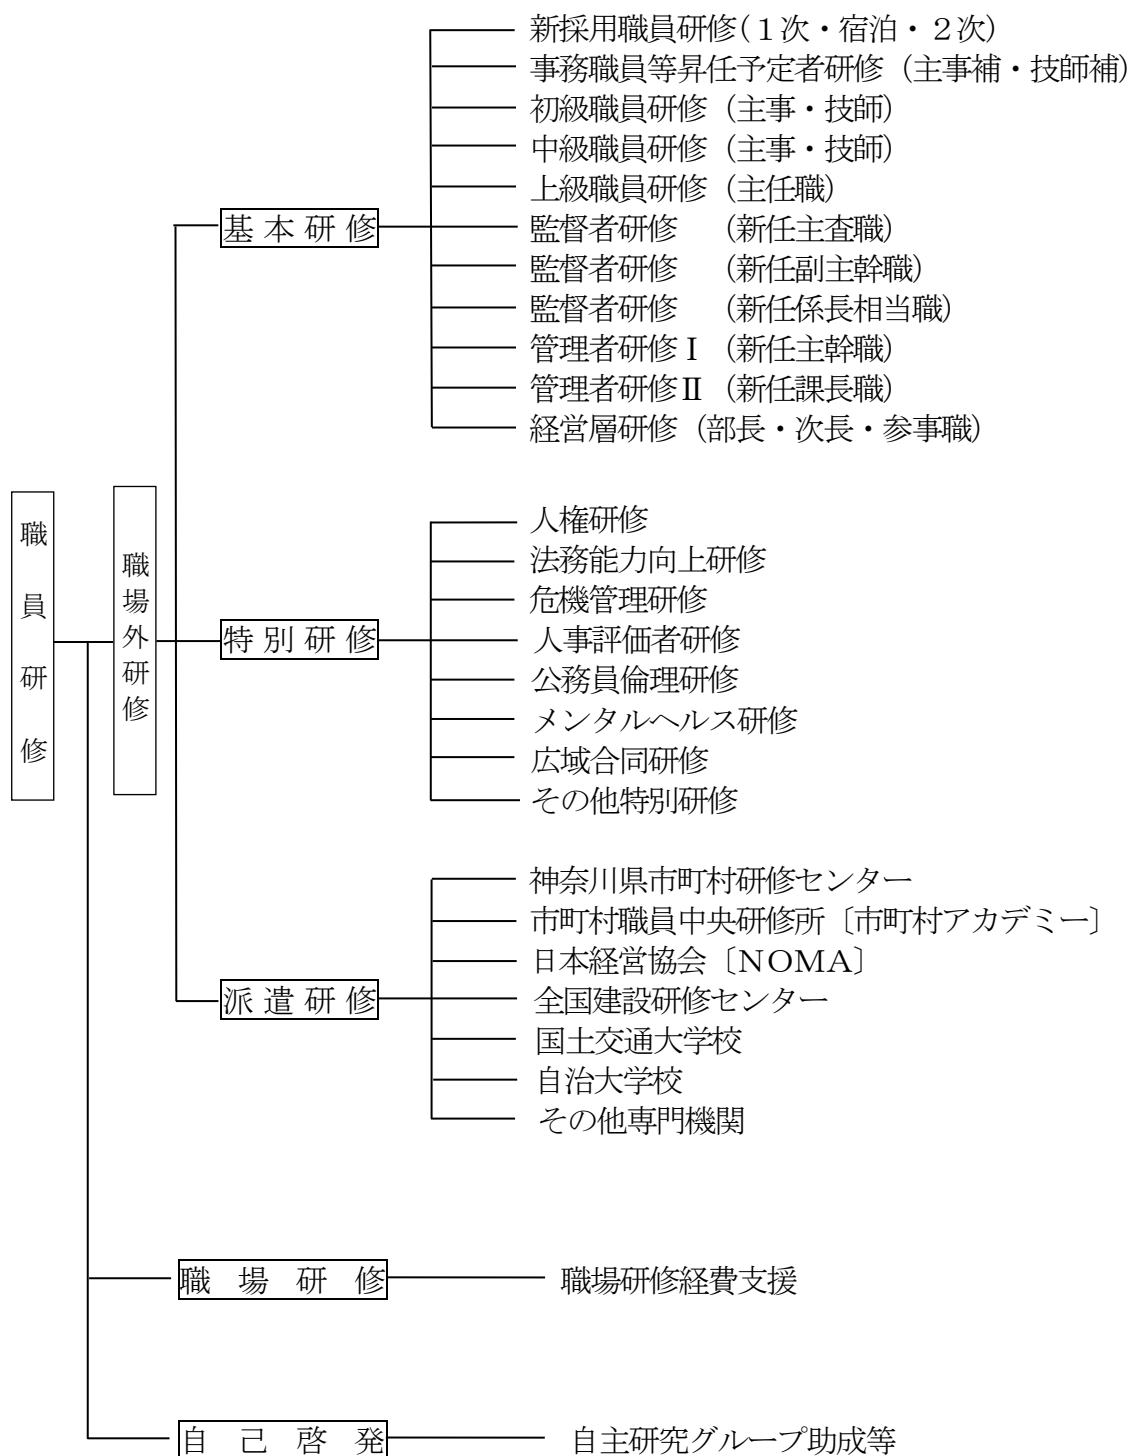 職員研修
職場外研修
基本研修
新採用職員研修(１次・宿泊・２次)
事務職員等昇任予定者研修（主事補・技師補）
初級職員研修（主事・技師）
中級職員研修（主事・技師）
上級職員研修（主任職）
監督者研修　（新任主査職）
監督者研修　（新任副主幹職）
監督者研修　（新任係長相当職）
管理者研修Ⅰ（新任主幹職）
管理者研修Ⅱ（新任課長職）
経営層研修（部長・次長・参事職）
特別研修
人権研修
法務能力向上研修
危機管理研修
人事評価者研修
公務員倫理研修
メンタルヘルス研修
広域合同研修
その他特別研修
派遣研修
神奈川県市町村研修センター
市町村職員中央研修所〔市町村アカデミー〕
日本経営協会〔ＮＯＭＡ〕
全国建設研修センター
国土交通大学校
自治大学校
その他専門機関
職場研修
職場研修経費支援
自己啓発
自主研究グループ助成等